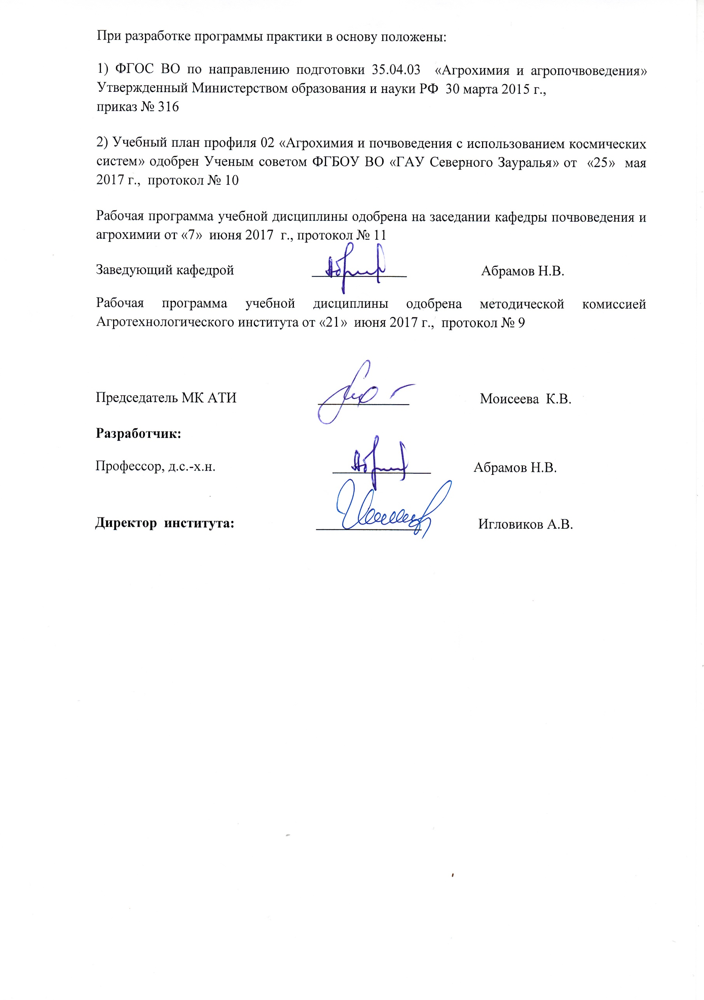 При разработке программы практики в основу положены:
1) ФГОС ВО по направлению подготовки 35.04.03 «Агрохимия и агропочвоведения»
Утвержденный Министерством образования и науки РФ 30 марта 2015 г.,
приказ № 316
2) Учебный план профиля 02 «Агрохимия и почвоведения с использованием космических
систем» одобрен Ученым советом ФГБОУ ВО «ГАУ Северного Зауралья» от «25» мая
2017 г., протокол № 10
Рабочая программа учебной дисциплины одобрена на заседании кафедры почвоведения и
агрохимии от «7» июня 2017 г., протокол № 11
Заведующий кафедрой Абрамов Н.В.
Рабочая программа учебной дисциплины одобрена методической комиссией
Агротехнологического института от «21» июня 2017 г., протокол № 9
Председатель МК АТИ Моисеева К.В.
Разработчик:
Профессор, д.с.-х.н. Абрамов Н.В.
Директор института: Игловиков А.В.